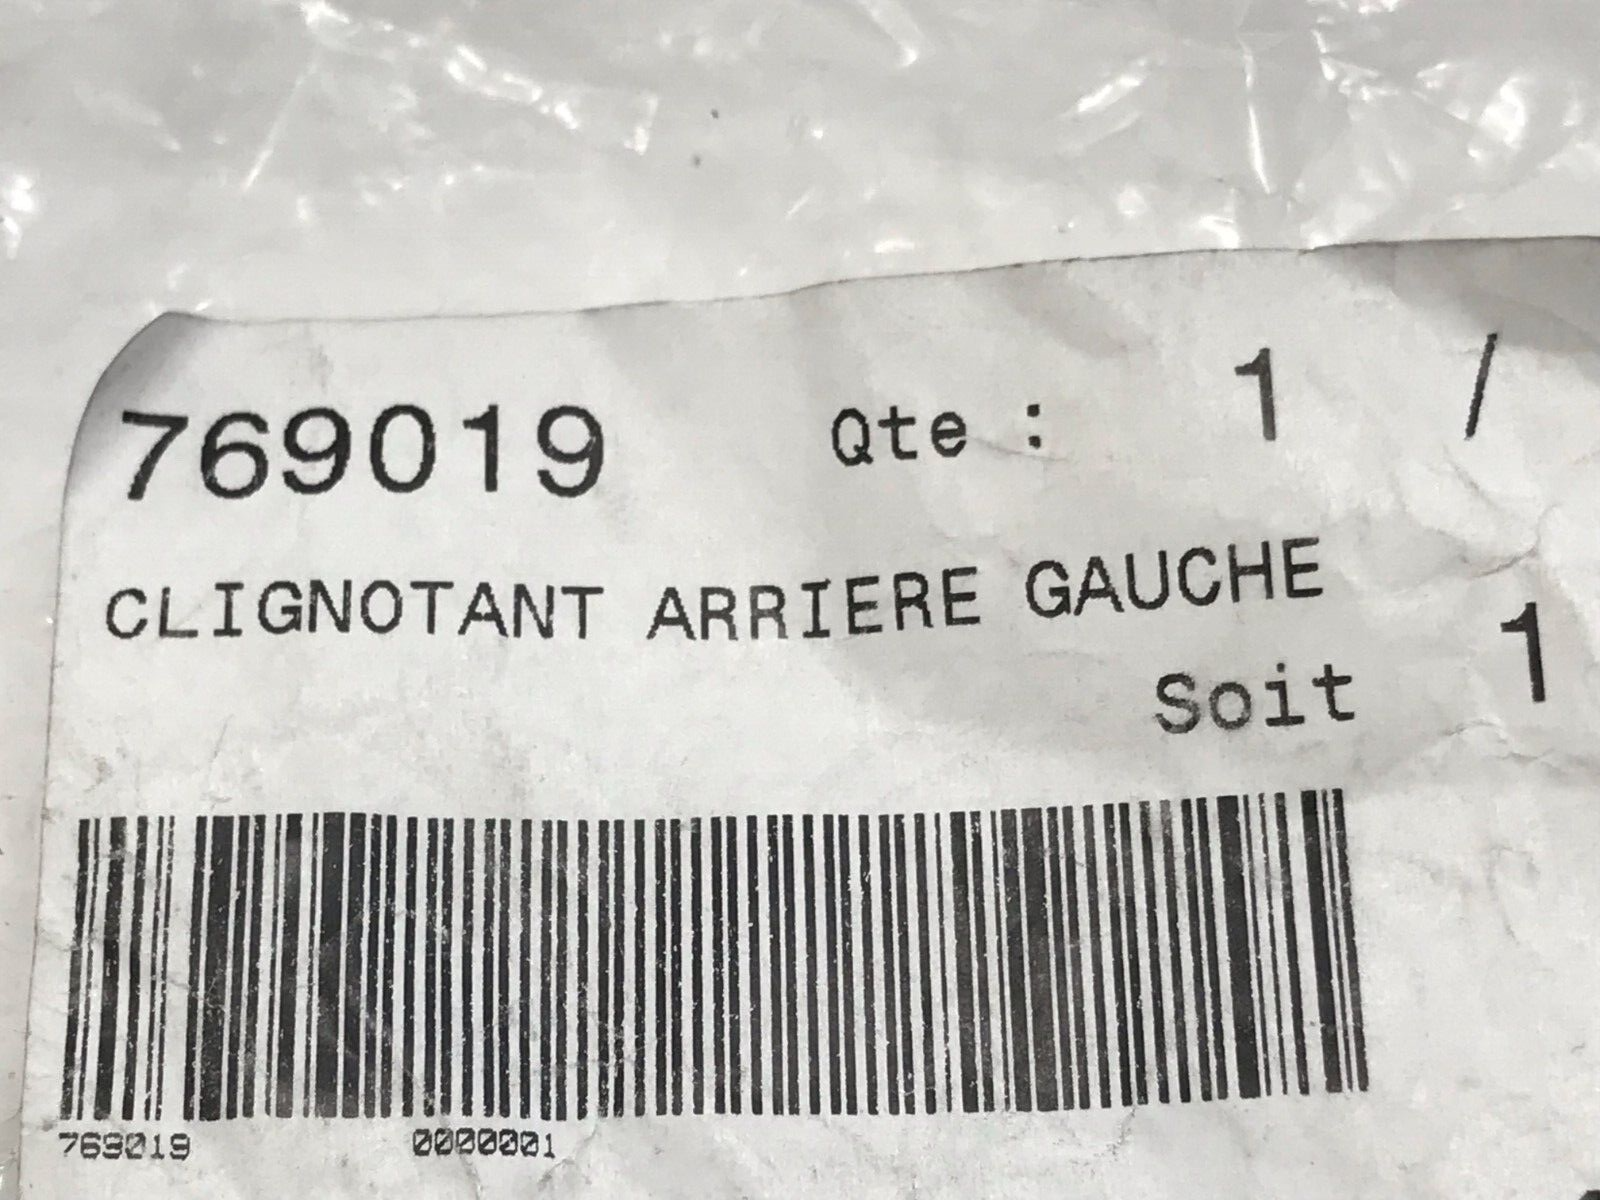 769019 Qte : 1 /
CLIGNOTANT ARRIERE GAUCHE
Soit 1
769019 0000001